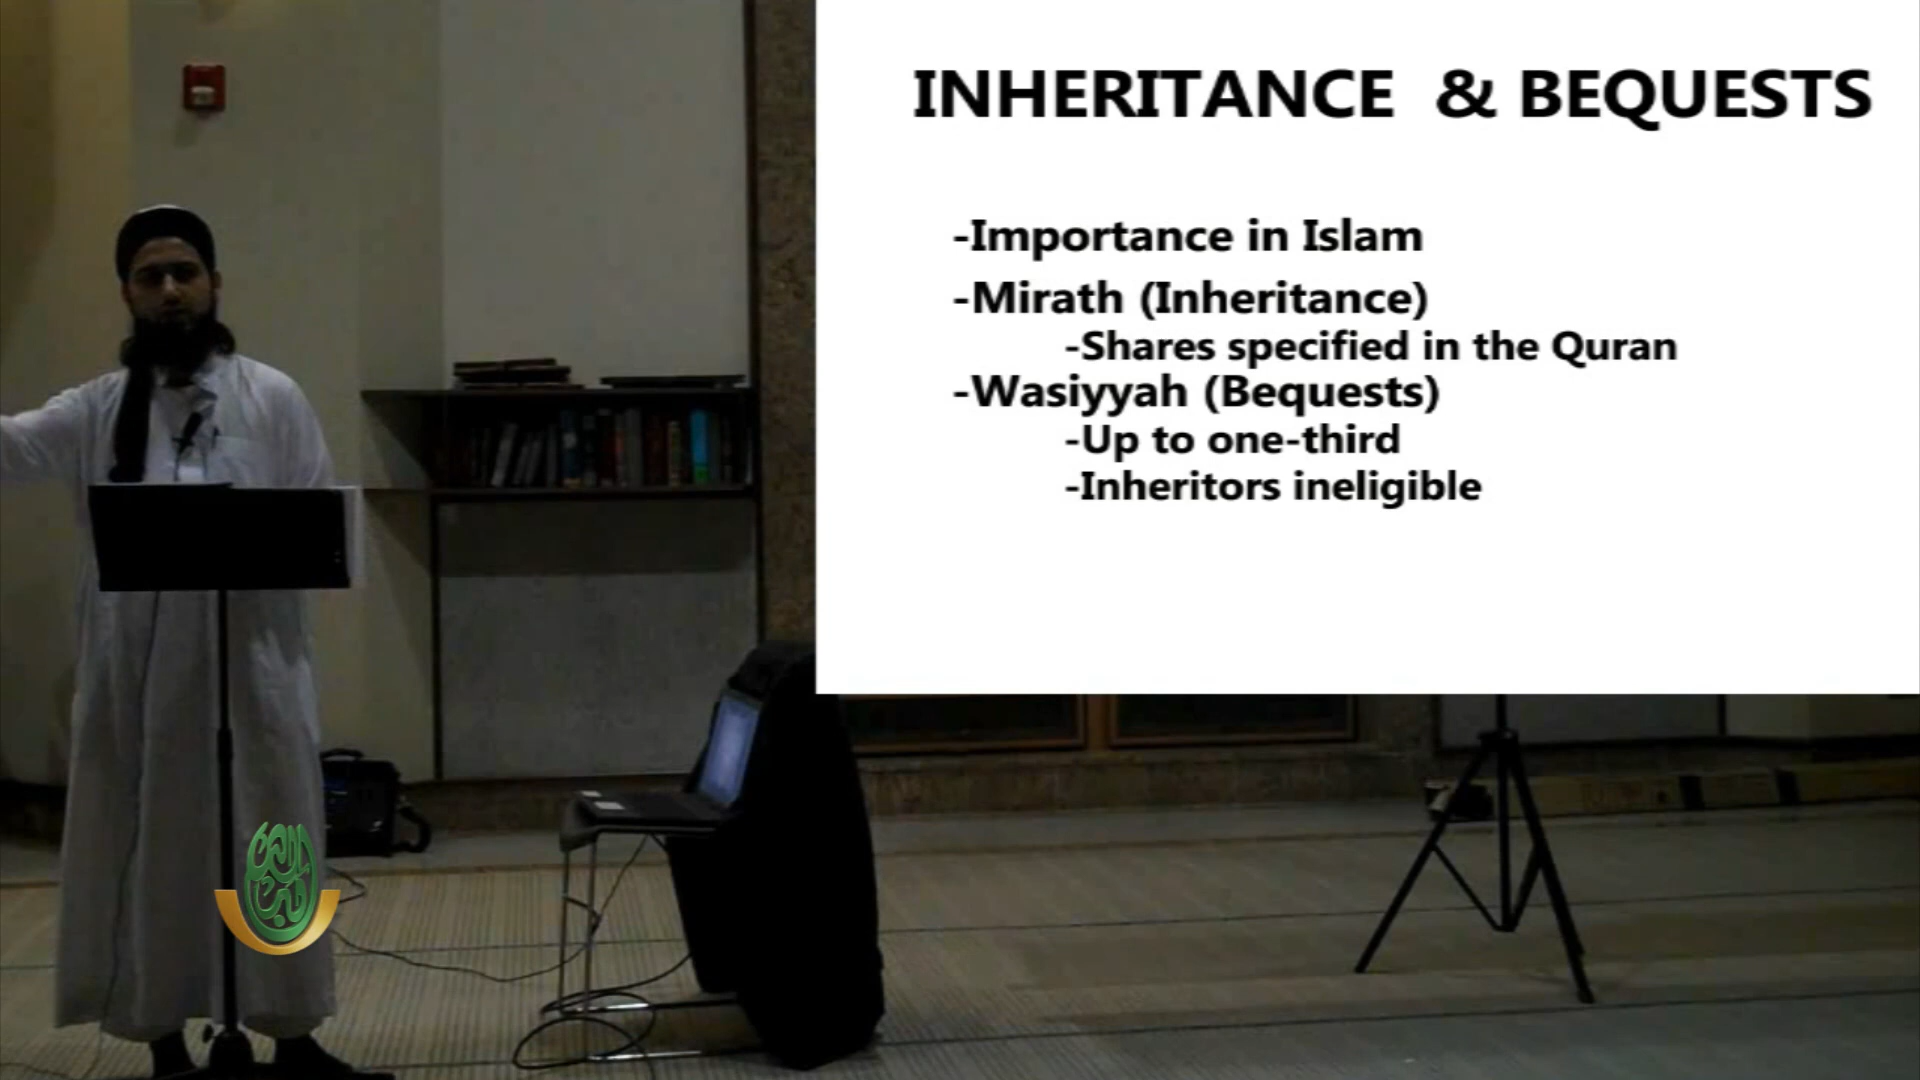 INHERITANCE & BEQUESTS
-Importance in Islam
-Mirath (Inheritance)
-Shares specified in the Quran
-Wasiyyah (Bequests)
-Up to one-third
-Inheritors ineligible